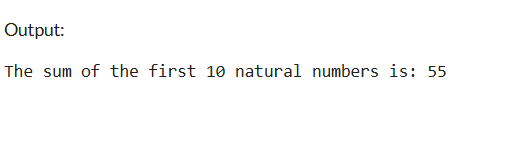 Output:
The sum of the first 10 natural numbers is: 55